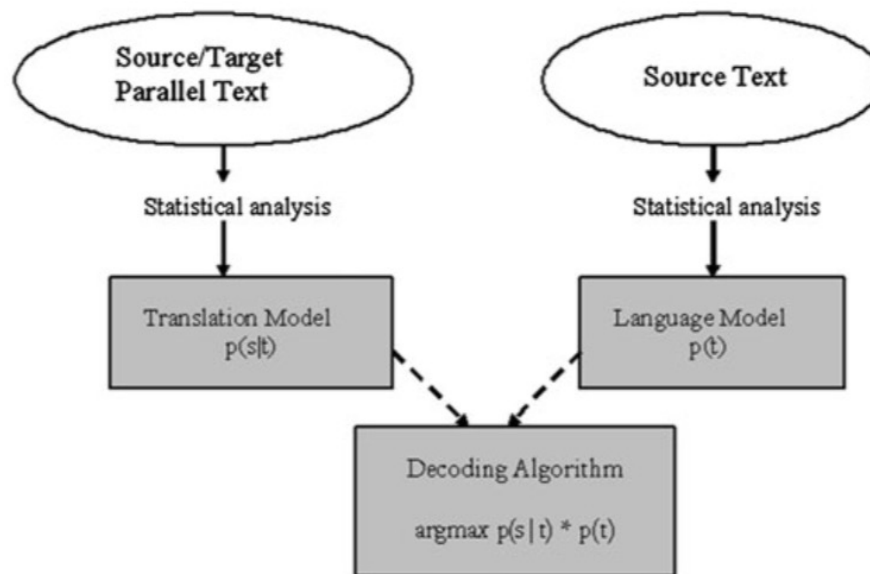 Source/Target
Parallel Text
Source Text
Statistical analysis
Statistical analysis
Translation Model
p(s|t)
Language Model
p(t)
Decoding Algorithm
argmax p(s|t) * p(t)